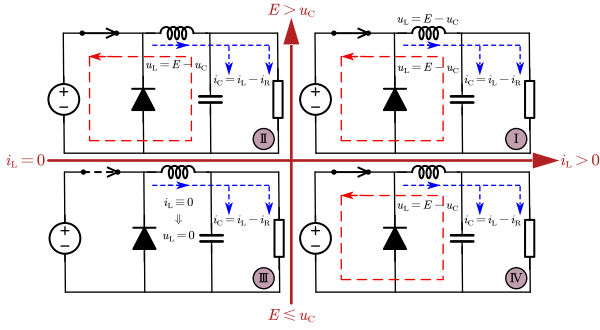 E > u_C
u_L = E − u_C
u_L = E − u_C
i_C = i_L − i_R
II
u_L = E − u_C
i_C = i_L − i_R
I
i_L = 0
i_L > 0
i_L ≡ 0
⇓
u_L = 0
i_C = i_L − i_R
III
u_L = E − u_C
i_C = i_L − i_R
IV
E ⩽ u_C